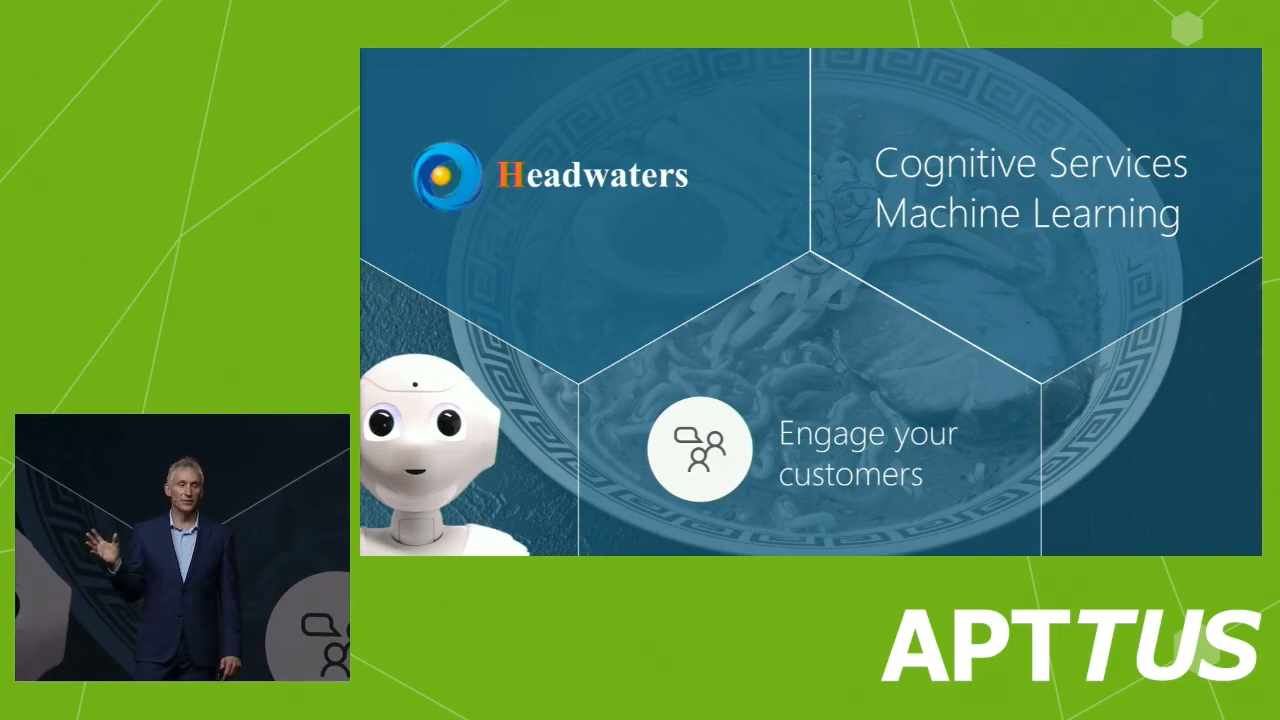 Headwaters
Cognitive Services
Machine Learning
Engage your
customers
APTTUS